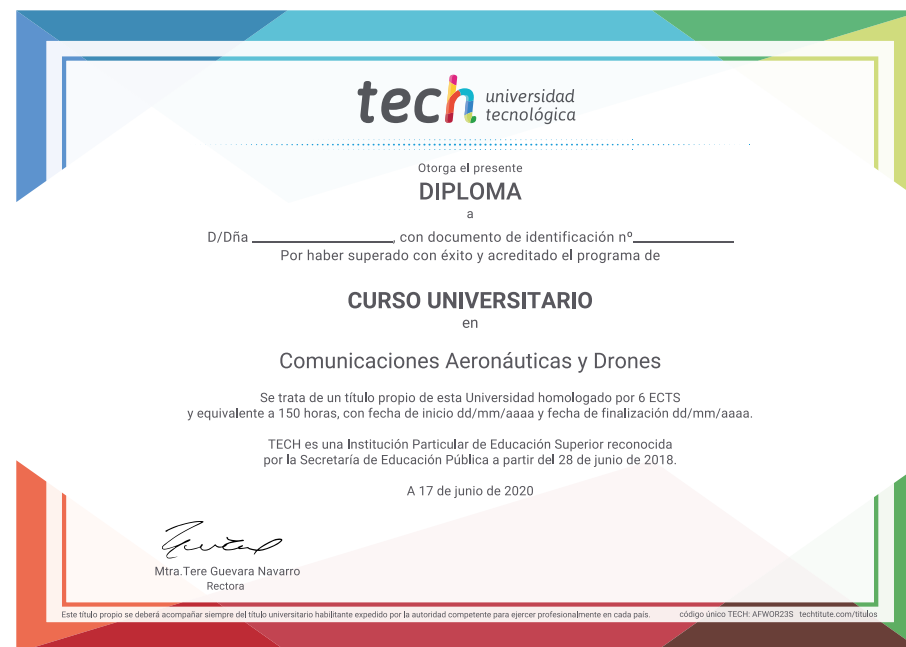 tech universidad
tecnológica
Otorga el presente
DIPLOMA
a
D/Dña ____________________, con documento de identificación nº______________
Por haber superado con éxito y acreditado el programa de
CURSO UNIVERSITARIO
en
Comunicaciones Aeronáuticas y Drones
Se trata de un título propio de esta Universidad homologado por 6 ECTS
y equivalente a 150 horas, con fecha de inicio dd/mm/aaaa y fecha de finalización dd/mm/aaaa.
TECH es una Institución Particular de Educación Superior reconocida
por la Secretaría de Educación Pública a partir del 28 de junio de 2018.
A 17 de junio de 2020
Mtra.Tere Guevara Navarro
Rectora
Este título propio se deberá acompañar siempre del título universitario habilitante expedido por la autoridad competente para ejercer profesionalmente en cada país. código único TECH: AFWOR23S techtitute.com/titulos